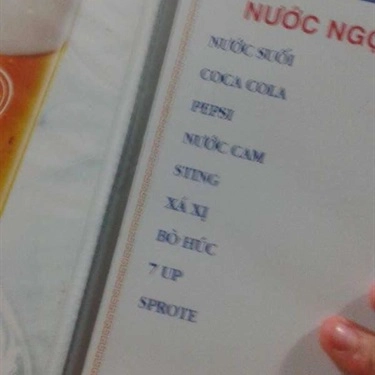 NƯỚC NGỌ
NƯỚC SUỐI
COCA COLA
PEPSI
NƯỚC CAM
STING
XÁ XỊ
BÒ HÚC
7 UP
SPROTE